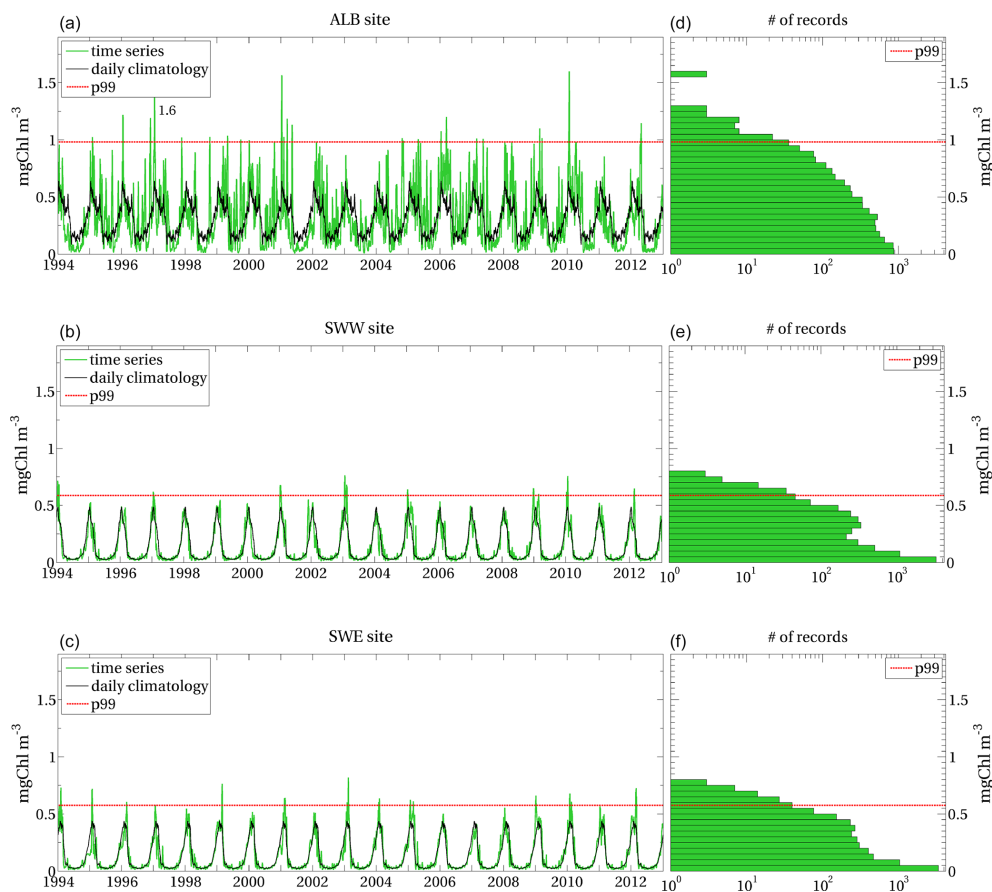 (a) ALB site (d) # of records
time series
daily climatology
p99
1.6
p99
mgChl m-3
1.5
1
0.5
0
1994 1996 1998 2000 2002 2004 2006 2008 2010 2012
10^0 10^1 10^2 10^3
1.5
1
0.5
0
mgChl m-3
(b) SWW site (e) # of records
time series
daily climatology
p99
p99
mgChl m-3
1.5
1
0.5
0
1994 1996 1998 2000 2002 2004 2006 2008 2010 2012
10^0 10^1 10^2 10^3
1.5
1
0.5
0
mgChl m-3
(c) SWE site (f) # of records
time series
daily climatology
p99
p99
mgChl m-3
1.5
1
0.5
0
1994 1996 1998 2000 2002 2004 2006 2008 2010 2012
10^0 10^1 10^2 10^3
1.5
1
0.5
0
mgChl m-3